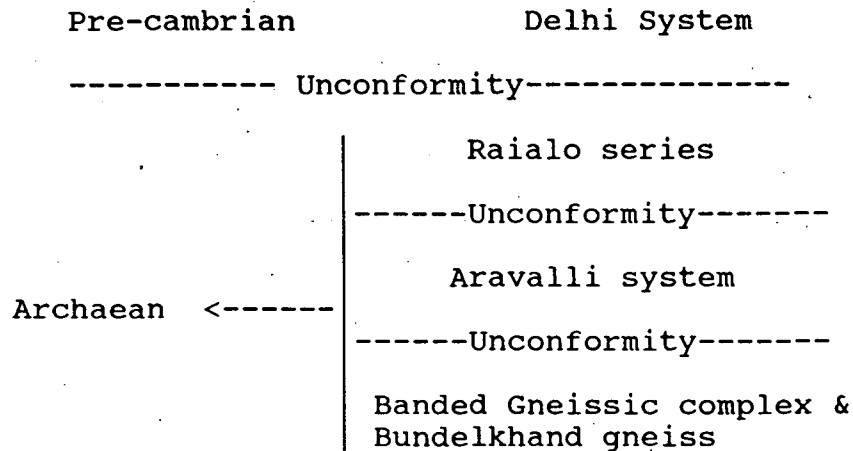 Pre-cambrian Delhi System
----------- Unconformity--------------
Raialo series
------Unconformity-------
Aravalli system
Archaean <------
------Unconformity-------
Banded Gneissic complex &
Bundelkhand gneiss